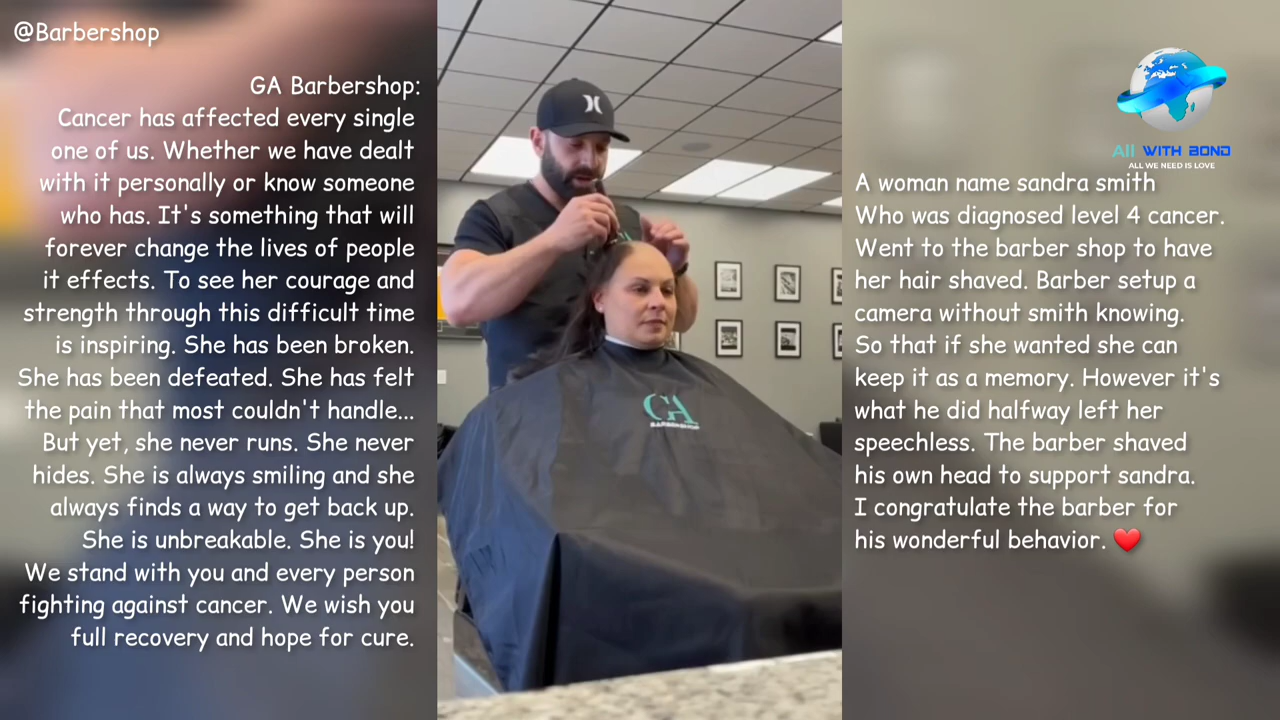 @Barbershop
GA Barbershop:
Cancer has affected every single
one of us. Whether we have dealt
with it personally or know someone
who has. It's something that will
forever change the lives of people
it effects. To see her courage and
strength through this difficult time
is inspiring. She has been broken.
She has been defeated. She has felt
the pain that most couldn't handle...
But yet, she never runs. She never
hides. She is always smiling and she
always finds a way to get back up.
She is unbreakable. She is you!
We stand with you and every person
fighting against cancer. We wish you
full recovery and hope for cure.
GA
BARBERSHOP
All WITH BOND
ALL WE NEED IS LOVE
A woman name sandra smith
Who was diagnosed level 4 cancer.
Went to the barber shop to have
her hair shaved. Barber setup a
camera without smith knowing.
So that if she wanted she can
keep it as a memory. However it's
what he did halfway left her
speechless. The barber shaved
his own head to support sandra.
I congratulate the barber for
his wonderful behavior. ❤️